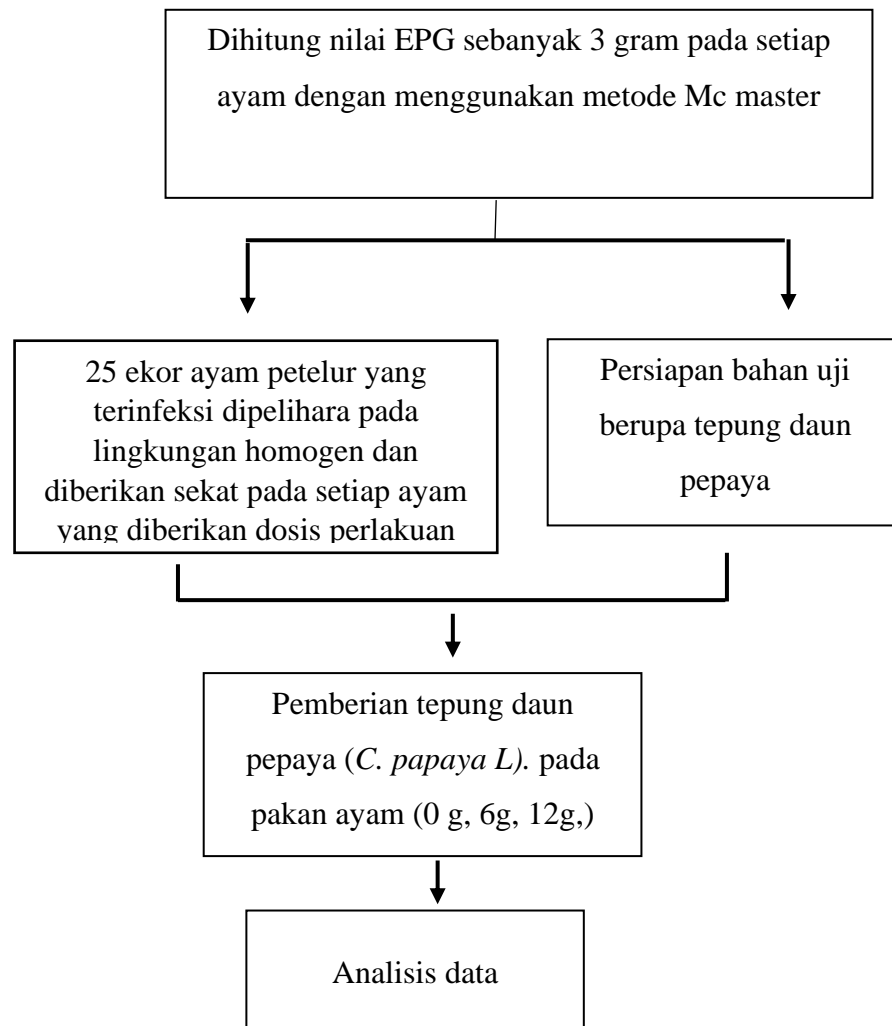 Dihitung nilai EPG sebanyak 3 gram pada setiap
ayam dengan menggunakan metode Mc master
25 ekor ayam petelur yang
terinfeksi dipelihara pada
lingkungan homogen dan
diberikan sekat pada setiap ayam
yang diberikan dosis perlakuan
Persiapan bahan uji
berupa tepung daun
pepaya
Pemberian tepung daun
pepaya (C. papaya L). pada
pakan ayam (0 g, 6g, 12g,)
Analisis data